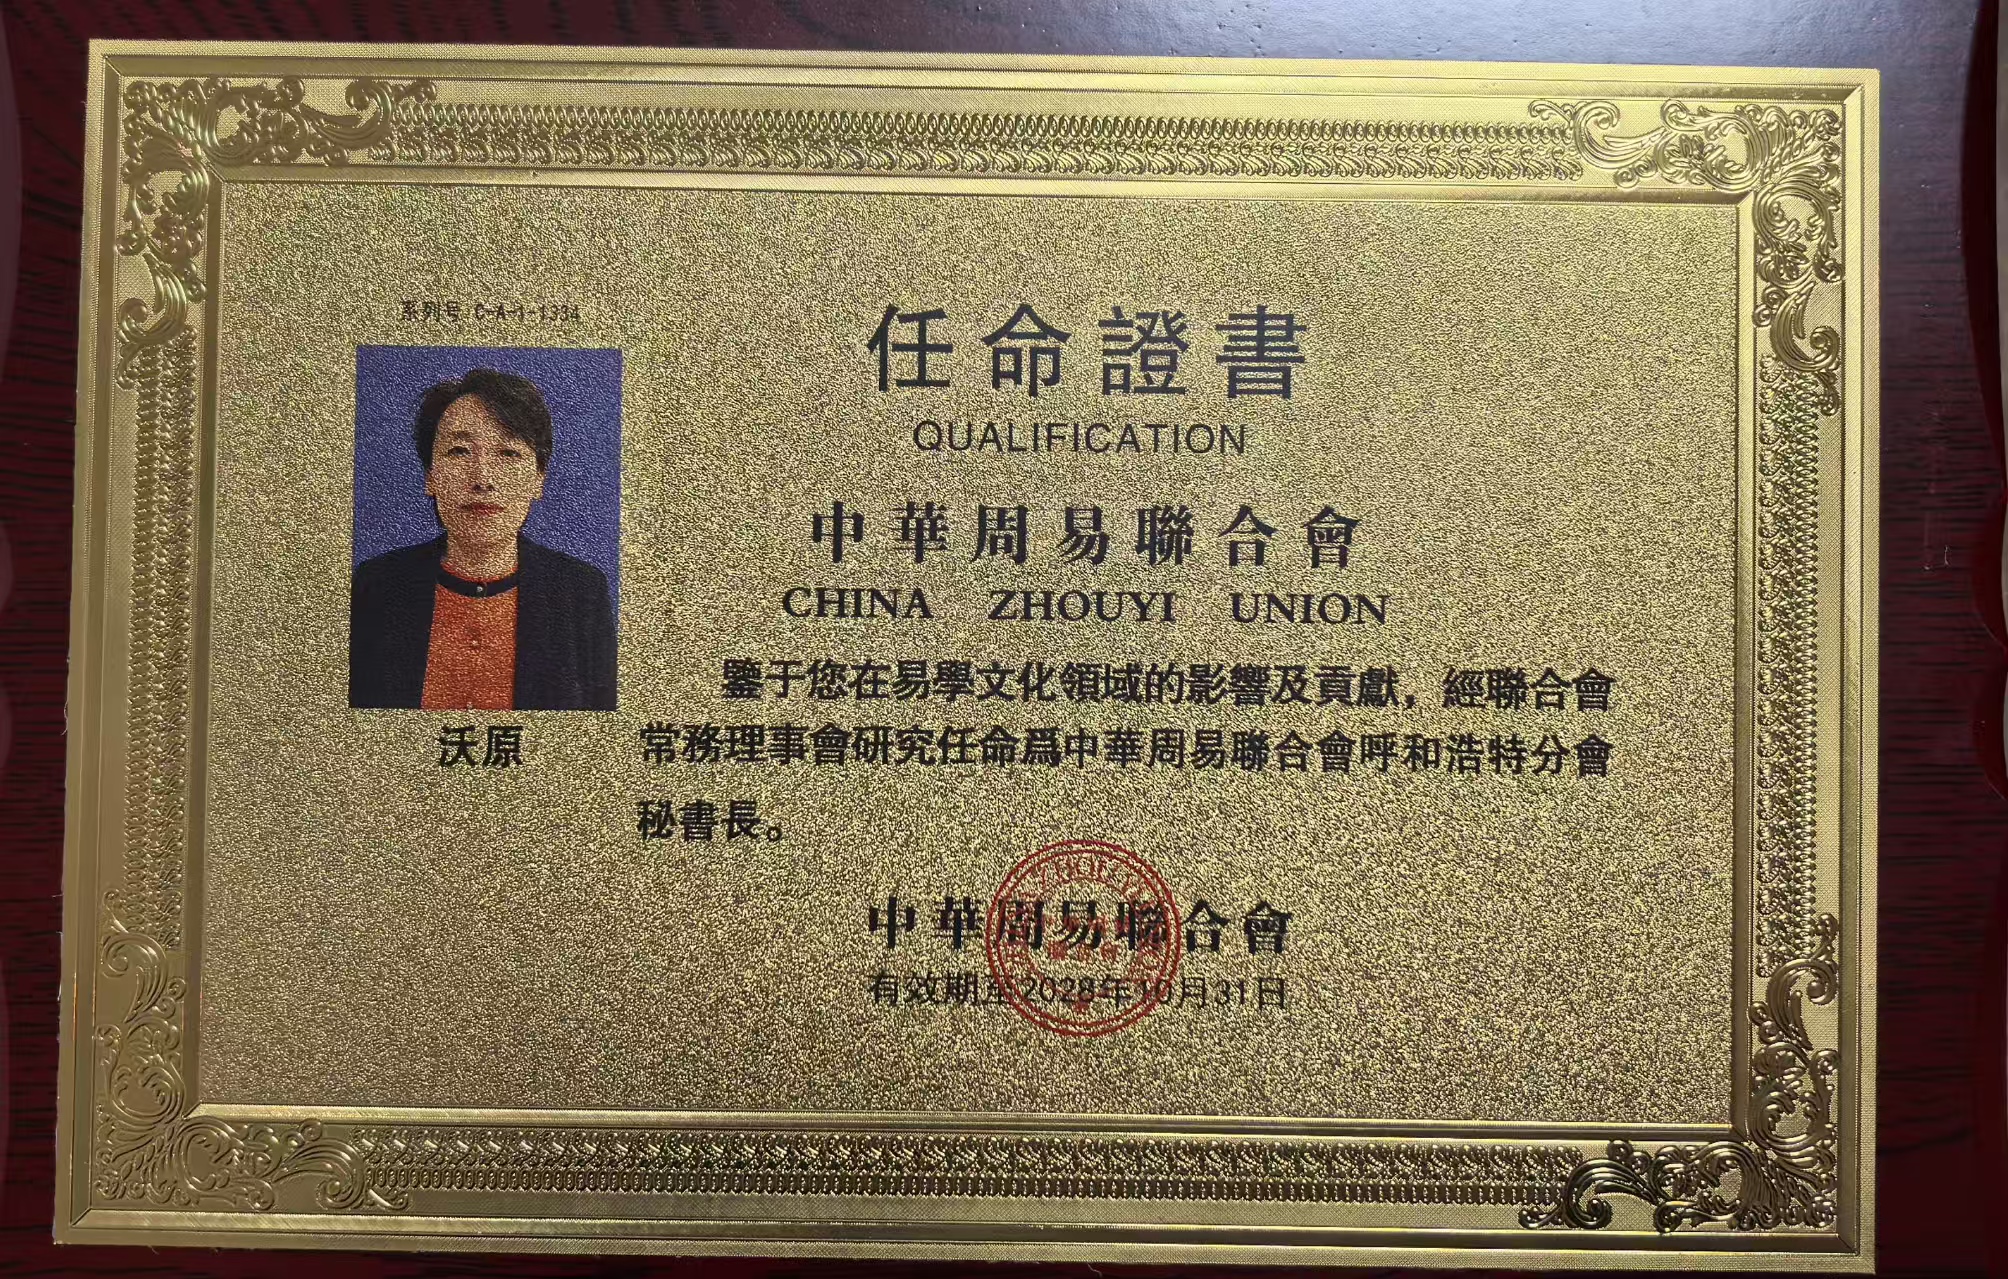 系列号 C-A-1-1334
任命證書
QUALIFICATION
中華周易聯合會
CHINA ZHOUYI UNION
鑒于您在易學文化領域的影響及貢獻，經聯合會
常務理事會研究任命爲中華周易聯合會呼和浩特分會
秘書長。
沃原
中華周易聯合會
有效期至2028年10月31日